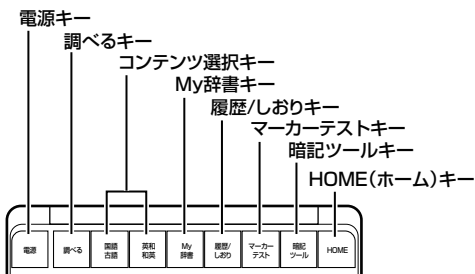 電源キー
調べるキー
コンテンツ選択キー
My辞書キー
履歴/しおりキー
マーカーテストキー
暗記ツールキー
HOME(ホーム)キー
電源
調べる
国語
古語
英和
和英
My
辞書
履歴/
しおり
マーカー
テスト
暗記
ツール
HOME